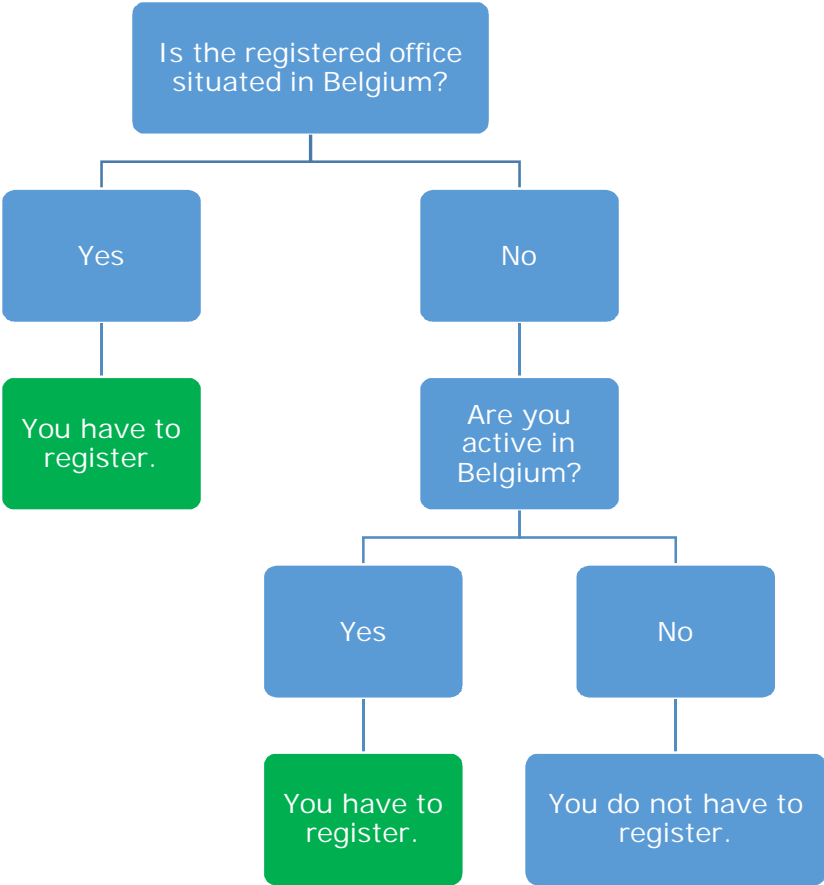 Is the registered office
situated in Belgium?
Yes
No
You have to
register.
Are you
active in
Belgium?
Yes
No
You have to
register.
You do not have to
register.